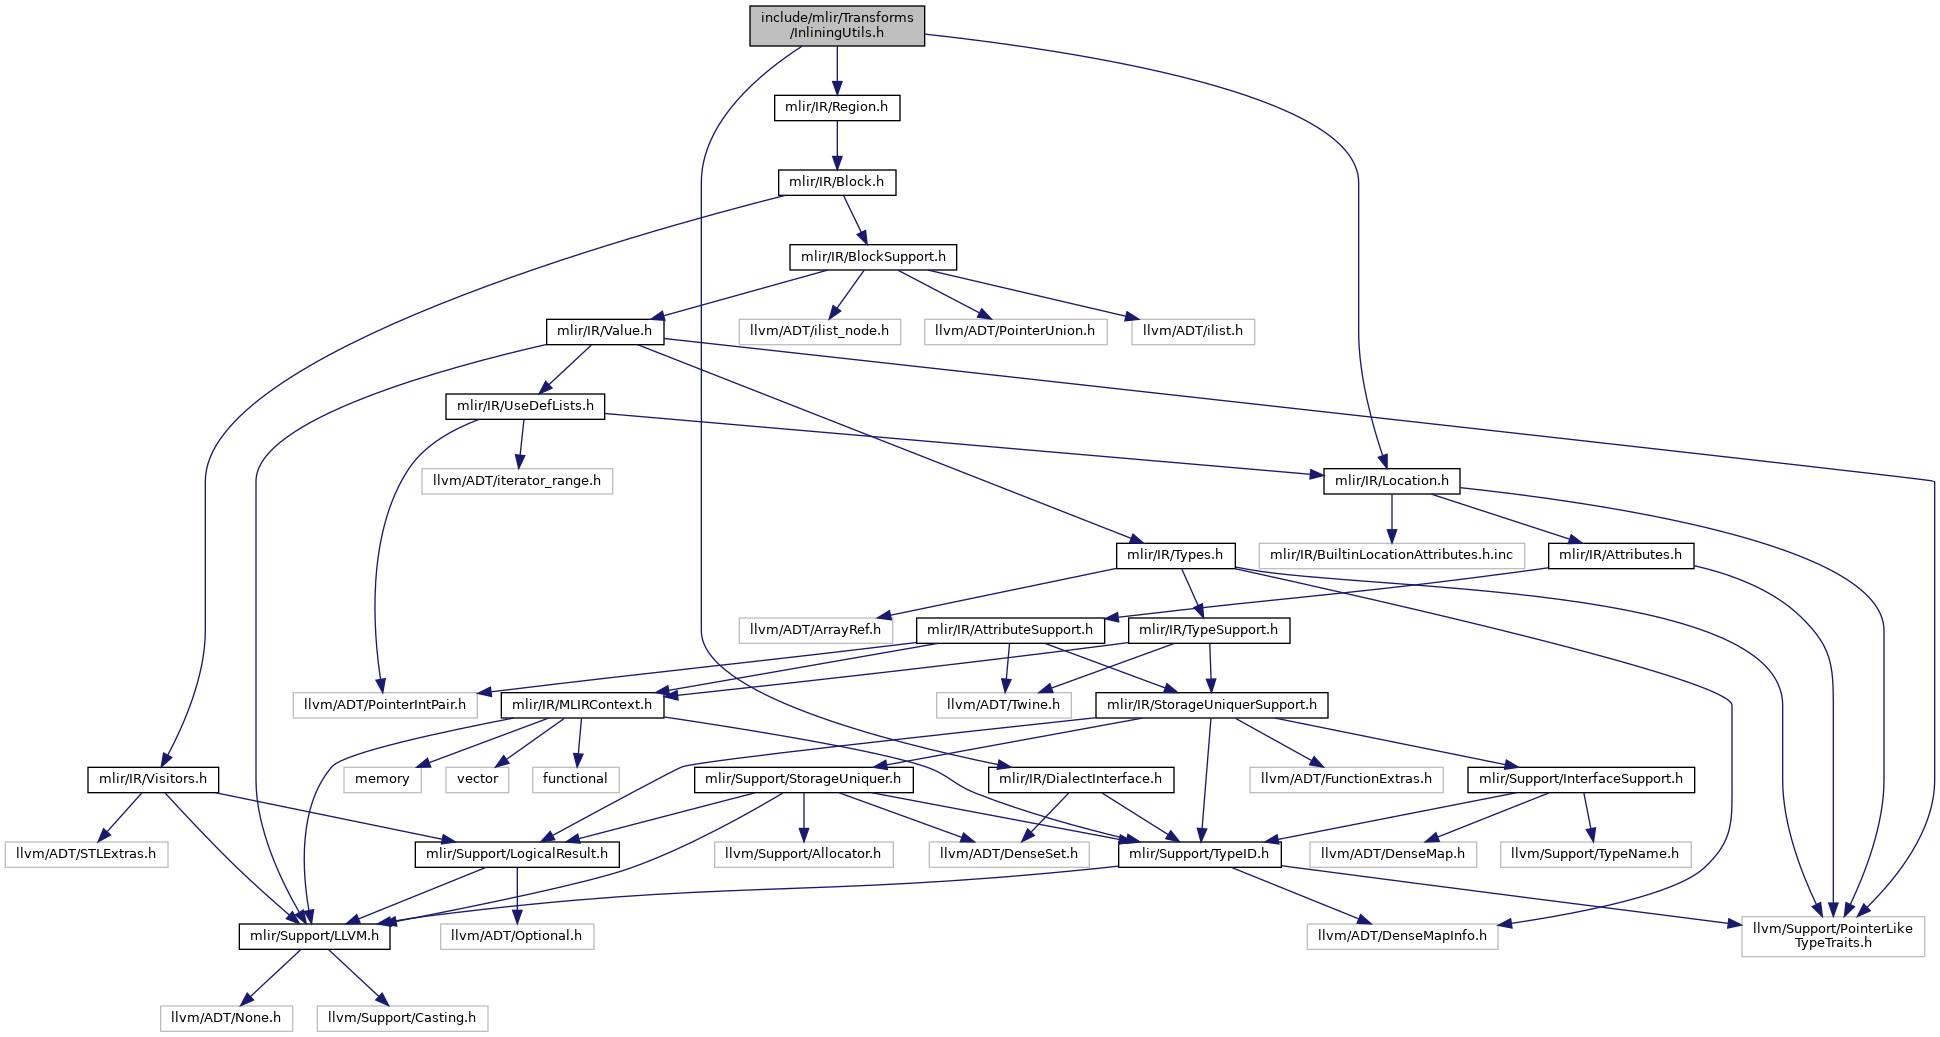 include/mlir/Transforms
/InliningUtils.h
mlir/IR/Region.h
mlir/IR/Block.h
mlir/IR/BlockSupport.h
mlir/IR/Value.h
llvm/ADT/ilist_node.h
llvm/ADT/PointerUnion.h
llvm/ADT/ilist.h
mlir/IR/UseDefLists.h
llvm/ADT/iterator_range.h
mlir/IR/Location.h
mlir/IR/Types.h
mlir/IR/BuiltinLocationAttributes.h.inc
mlir/IR/Attributes.h
llvm/ADT/ArrayRef.h
mlir/IR/AttributeSupport.h
mlir/IR/TypeSupport.h
llvm/ADT/PointerIntPair.h
mlir/IR/MLIRContext.h
llvm/ADT/Twine.h
mlir/IR/StorageUniquerSupport.h
mlir/IR/Visitors.h
memory
vector
functional
mlir/Support/StorageUniquer.h
mlir/IR/DialectInterface.h
llvm/ADT/FunctionExtras.h
mlir/Support/InterfaceSupport.h
llvm/ADT/STLExtras.h
mlir/Support/LogicalResult.h
llvm/Support/Allocator.h
llvm/ADT/DenseSet.h
mlir/Support/TypeID.h
llvm/ADT/DenseMap.h
llvm/Support/TypeName.h
mlir/Support/LLVM.h
llvm/ADT/Optional.h
llvm/ADT/DenseMapInfo.h
llvm/Support/PointerLike
TypeTraits.h
llvm/ADT/None.h
llvm/Support/Casting.h